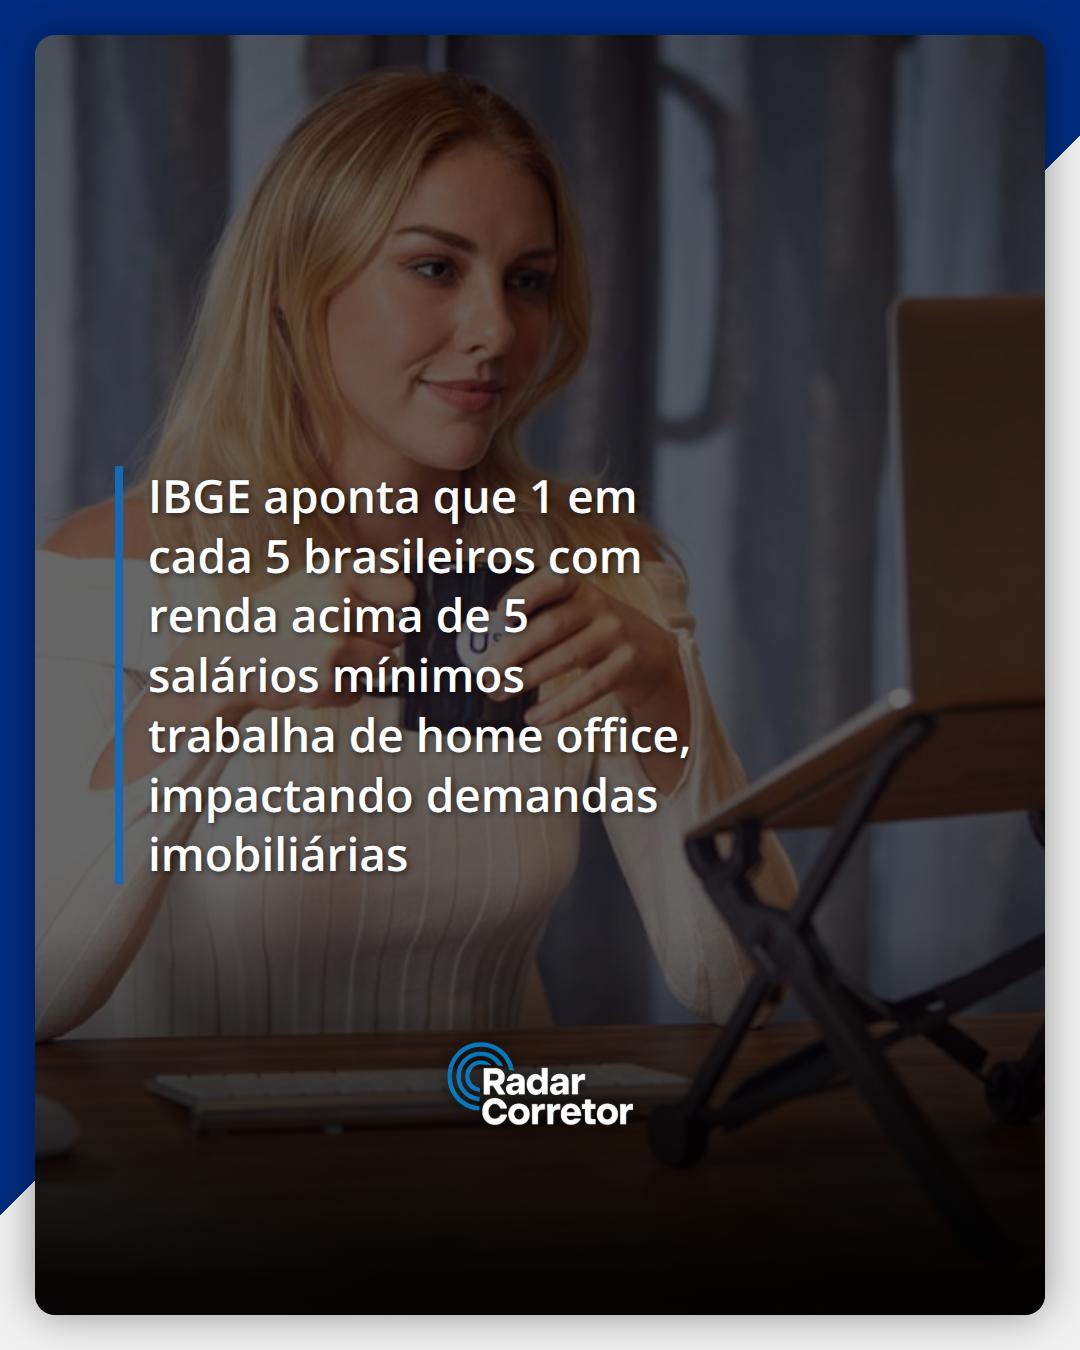 IBGE aponta que 1 em
cada 5 brasileiros com
renda acima de 5
salários mínimos
trabalha de home office,
impactando demandas
imobiliárias
Radar
Corretor